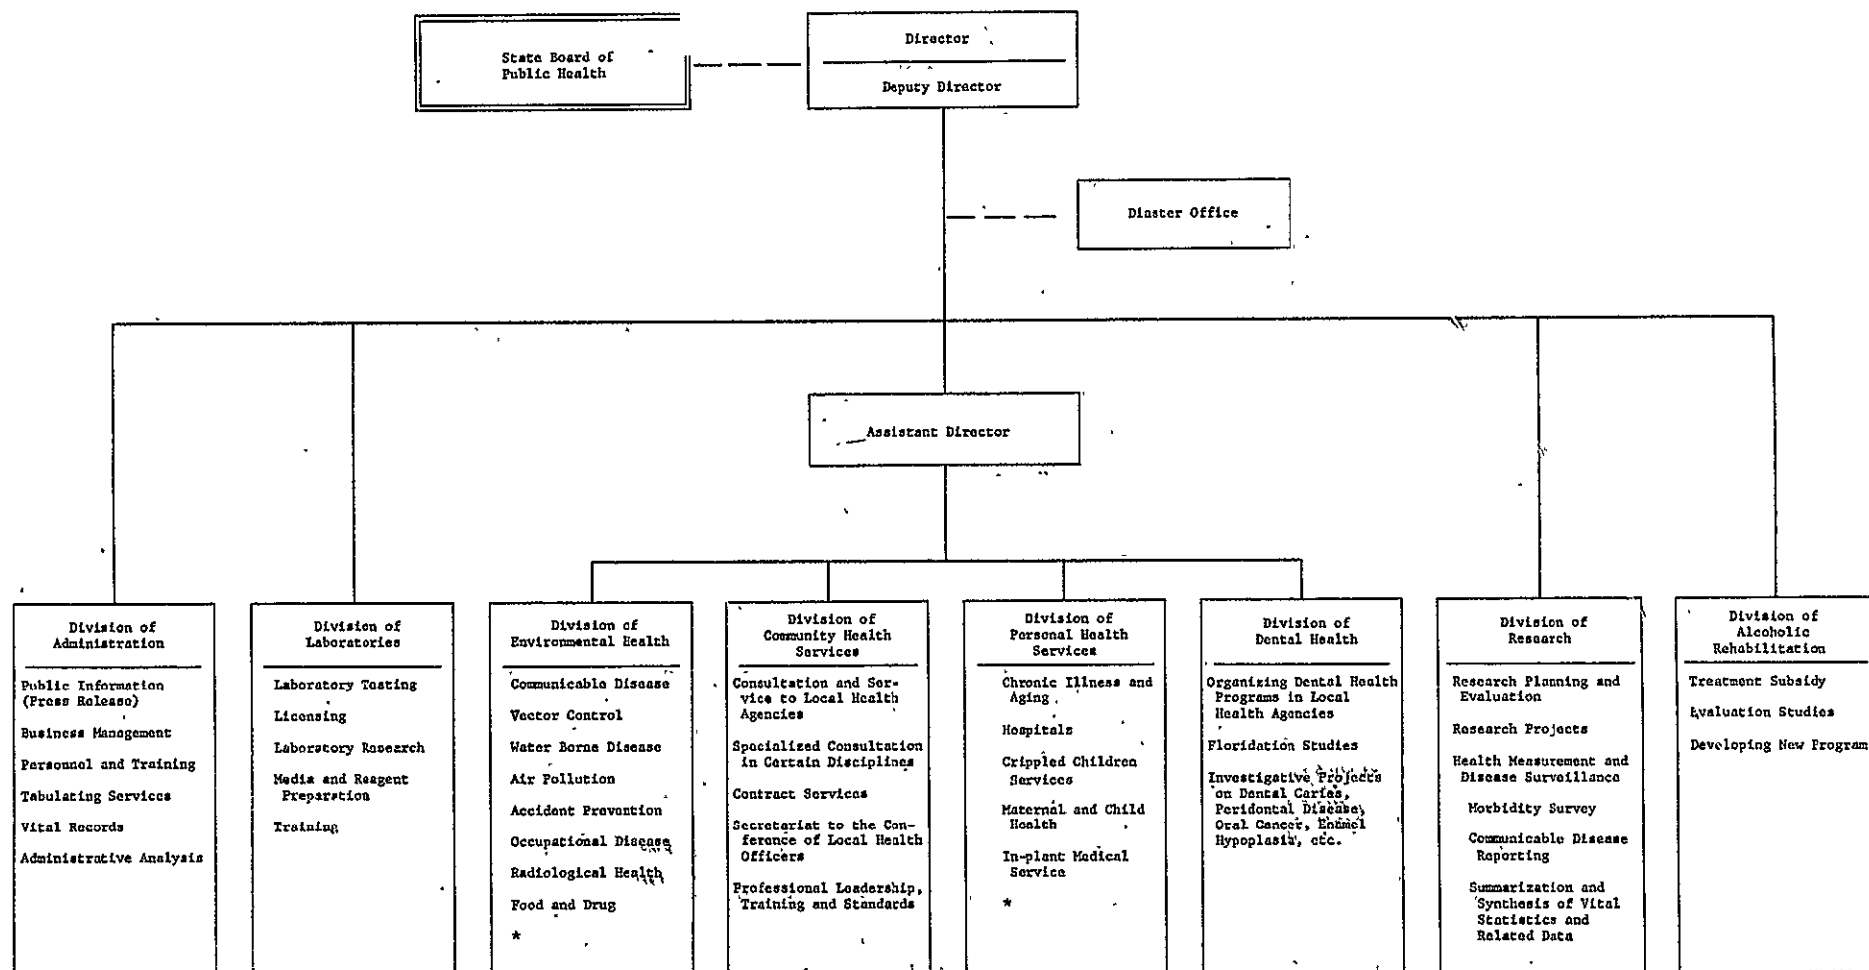 State Board of
Public Health
Director
Deputy Director
Diaster Office
Assistant Director
Division of
Administration
Public Information
(Press Release)
Business Management
Personnel and Training
Tabulating Services
Vital Records
Administrative Analysis
Division of
Laboratories
Laboratory Testing
Licensing
Laboratory Research
Media and Reagent
Preparation
Training
Division of
Environmental Health
Communicable Disease
Vector Control
Water Borne Disease
Air Pollution
Accident Prevention
Occupational Disease
Radiological Health
Food and Drug
*
Division of
Community Health
Services
Consultation and Ser-
vice to Local Health
Agencies
Specialized Consultation
in Certain Disciplines
Contract Services
Secretariat to the Con-
ference of Local Health
Officers
Professional Leadership,
Training and Standards
Division of
Personal Health
Services
Chronic Illness and
Aging
Hospitals
Crippled Children
Services
Maternal and Child
Health
In-plant Medical
Service
*
Division of
Dental Health
Organizing Dental Health
Programs in Local
Health Agencies
Floridation Studies
Investigative Projects
on Dental Caries,
Peridontal Disease,
Oral Cancer, Enamel
Hypoplasia, etc.
Division of
Research
Research Planning and
Evaluation
Research Projects
Health Measurement and
Disease Surveillance
Morbidity Survey
Communicable Disease
Reporting
Summarization and
Synthesis of Vital
Statistics and
Related Data
Division of
Alcoholic
Rehabilitation
Treatment Subsidy
Evaluation Studies
Developing New Program